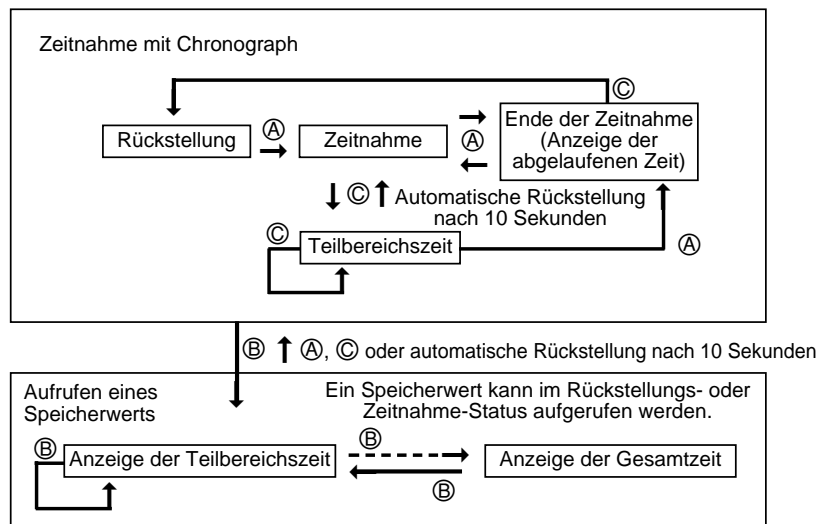 Zeitnahme mit Chronograph
Ⓒ
Rückstellung
Ⓐ
Zeitnahme
Ⓐ
Ende der Zeitnahme
(Anzeige der
abgelaufenen Zeit)
Ⓒ
Automatische Rückstellung
nach 10 Sekunden
Ⓒ
Teilbereichszeit
Ⓐ
Ⓑ Ⓐ, Ⓒ oder automatische Rückstellung nach 10 Sekunden
Aufrufen eines
Speicherwerts
Ein Speicherwert kann im Rückstellungs- oder
Zeitnahme-Status aufgerufen werden.
Ⓑ
Anzeige der Teilbereichszeit
Ⓑ
Ⓑ
Anzeige der Gesamtzeit